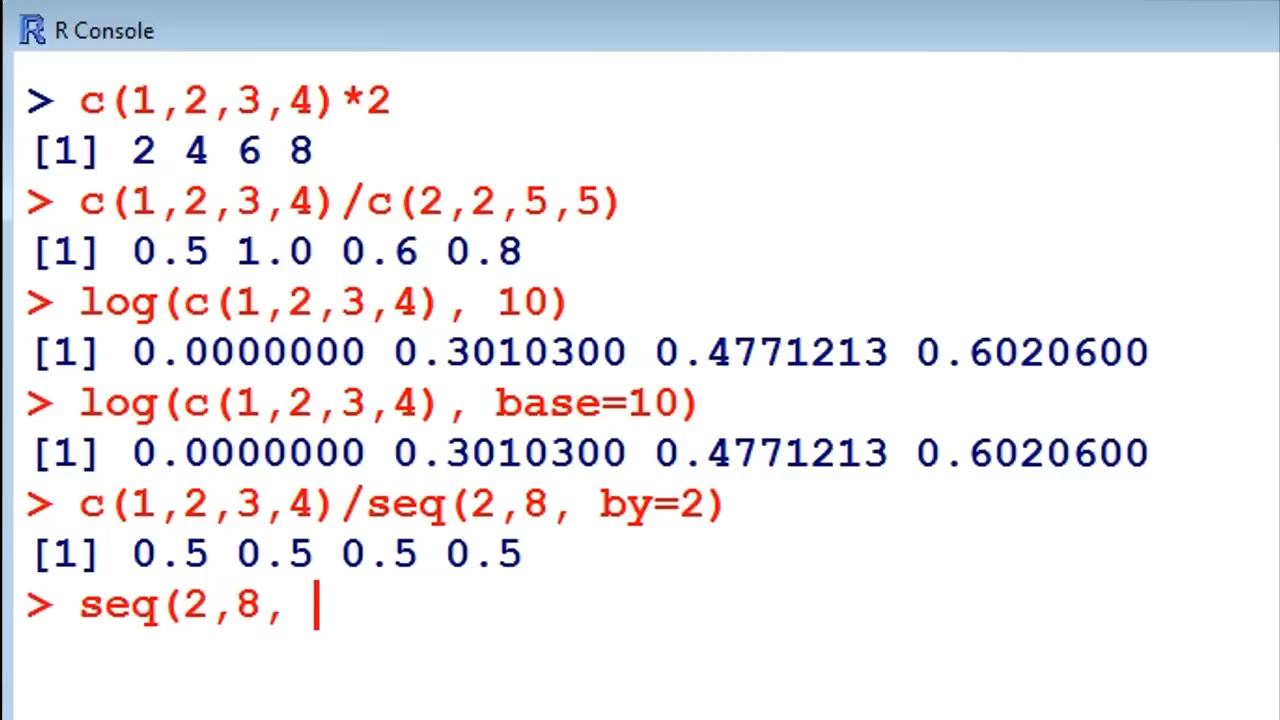 R Console
> c(1,2,3,4)*2
[1] 2 4 6 8
> c(1,2,3,4)/c(2,2,5,5)
[1] 0.5 1.0 0.6 0.8
> log(c(1,2,3,4), 10)
[1] 0.0000000 0.3010300 0.4771213 0.6020600
> log(c(1,2,3,4), base=10)
[1] 0.0000000 0.3010300 0.4771213 0.6020600
> c(1,2,3,4)/seq(2,8, by=2)
[1] 0.5 0.5 0.5 0.5
> seq(2,8,